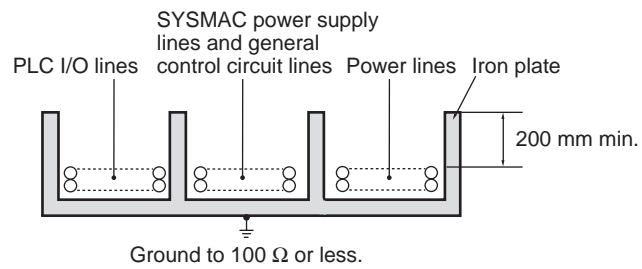 SYSMAC power supply
lines and general
PLC I/O lines control circuit lines Power lines Iron plate
200 mm min.
Ground to 100 Ω or less.